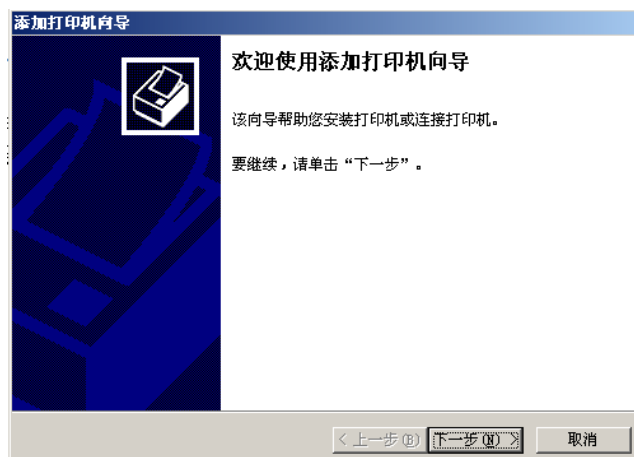 添加打印机向导
欢迎使用添加打印机向导
该向导帮助您安装打印机或连接打印机。
要继续，请单击“下一步”。
< 上一步(B) 下一步(N) > 取消